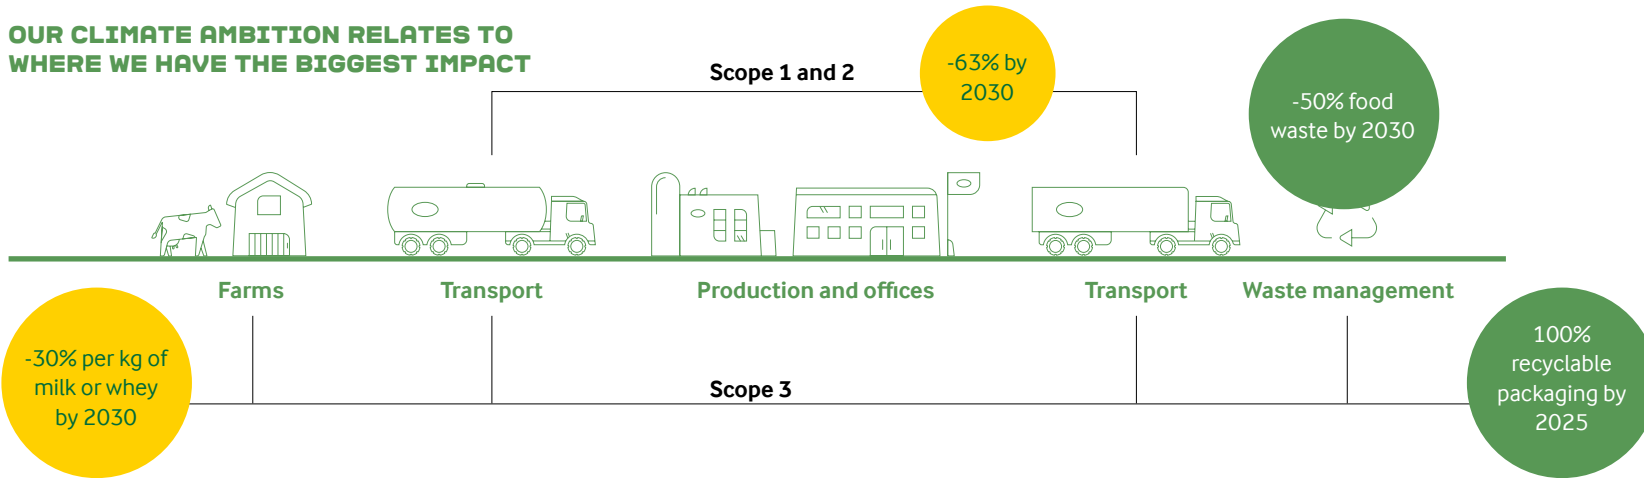 OUR CLIMATE AMBITION RELATES TO
WHERE WE HAVE THE BIGGEST IMPACT
Scope 1 and 2
-63% by
2030
-50% food
waste by 2030
Farms
Transport
Production and offices
Transport
Waste management
-30% per kg of
milk or whey
by 2030
Scope 3
100%
recyclable
packaging by
2025